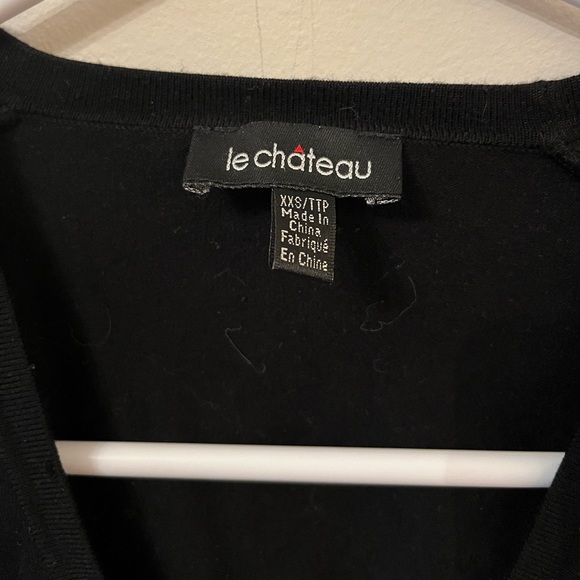 le château
XXS/TTP
Made In
China
Fabriqué
En Chine